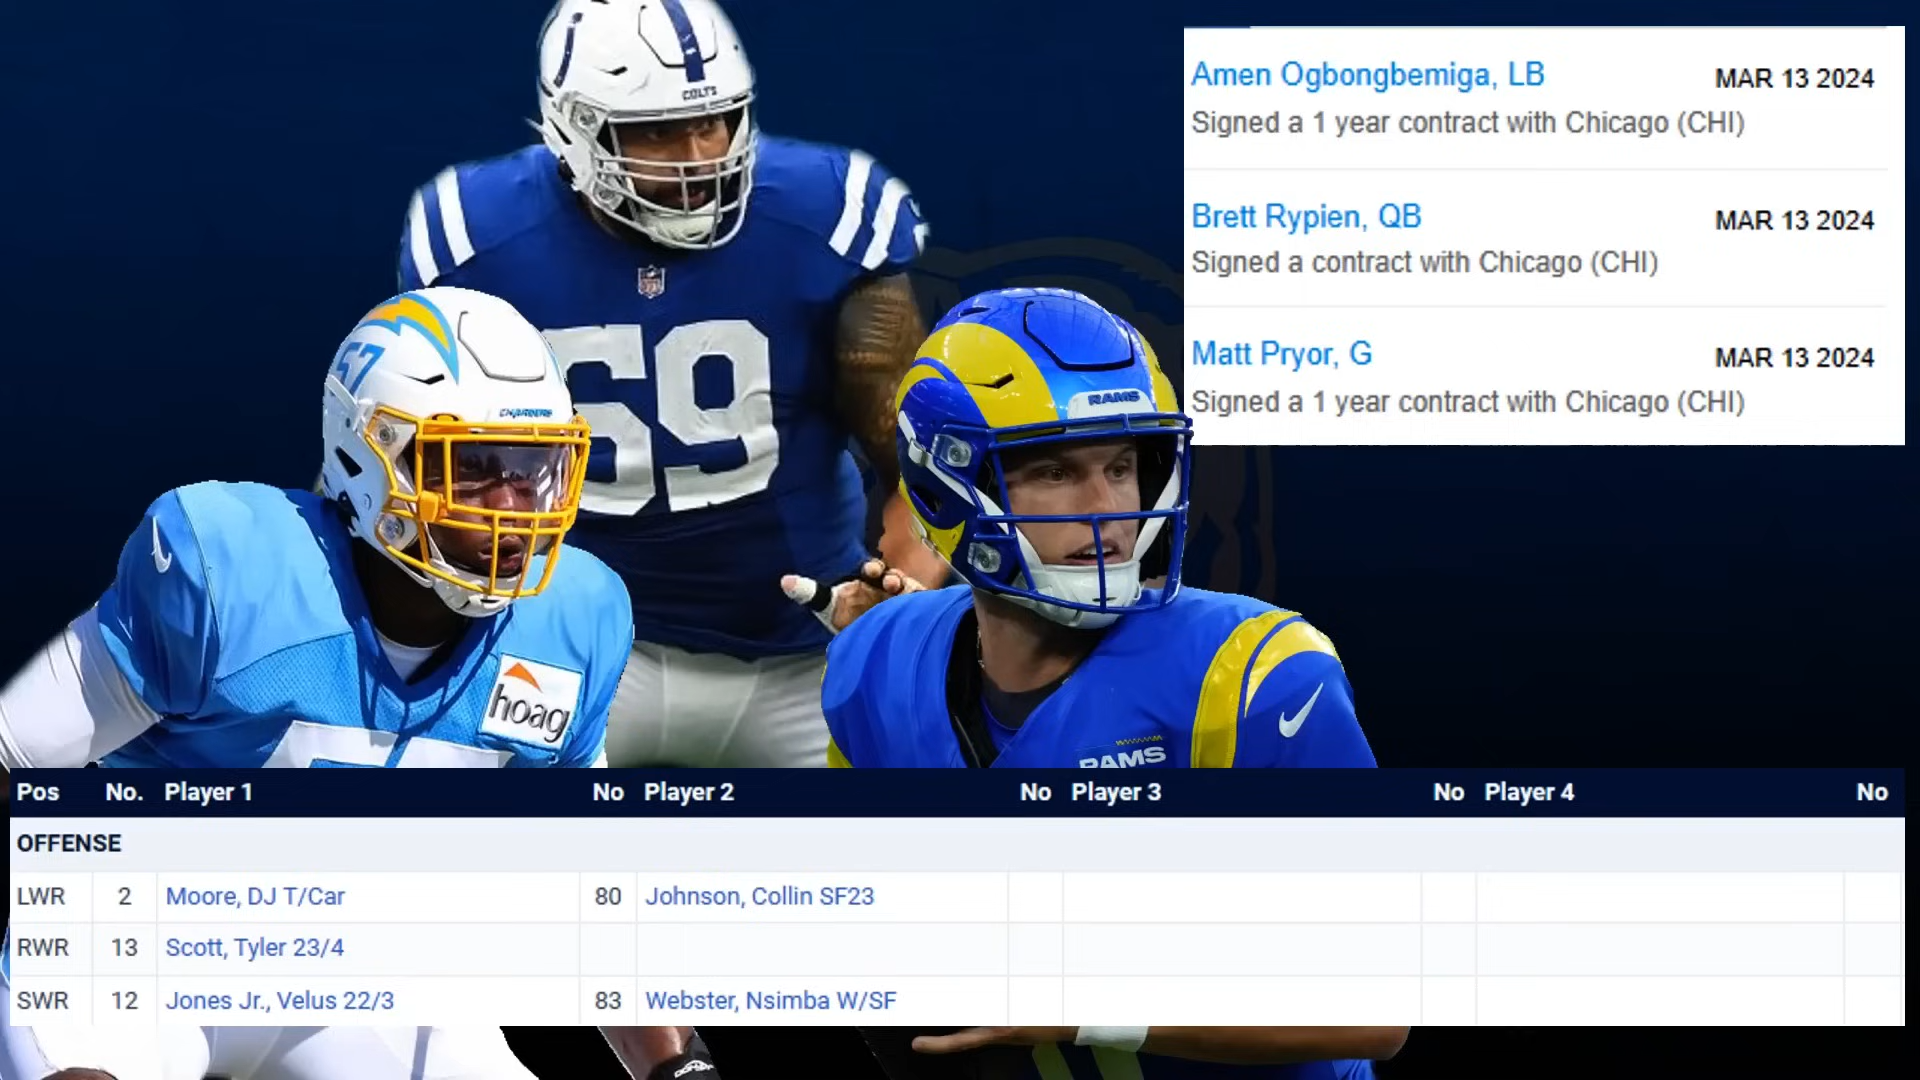 COLTS
69
57
CHARGERS
hoag
RAMS
RAMS
Amen Ogbongbemiga, LB MAR 13 2024
Signed a 1 year contract with Chicago (CHI)
Brett Rypien, QB MAR 13 2024
Signed a contract with Chicago (CHI)
Matt Pryor, G MAR 13 2024
Signed a 1 year contract with Chicago (CHI)
Pos No. Player 1 No Player 2 No Player 3 No Player 4 No
OFFENSE
LWR 2 Moore, DJ T/Car 80 Johnson, Collin SF23
RWR 13 Scott, Tyler 23/4
SWR 12 Jones Jr., Velus 22/3 83 Webster, Nsimba W/SF